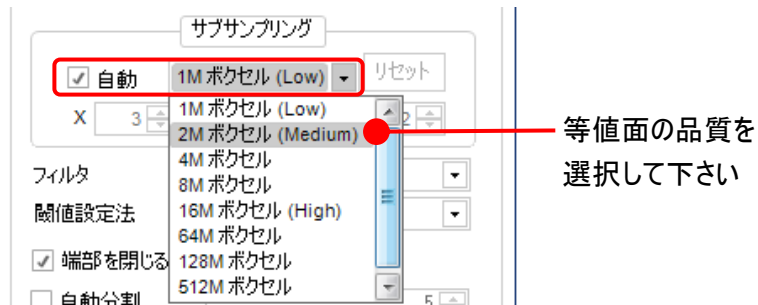 サブサンプリング
自動 1M ボクセル (Low) リセット
X 3 2
1M ボクセル (Low)
2M ボクセル (Medium)
4M ボクセル
8M ボクセル
16M ボクセル (High)
64M ボクセル
128M ボクセル
512M ボクセル
フィルタ
閾値設定法
端部を閉じる
自動分割 5
等値面の品質を
選択して下さい